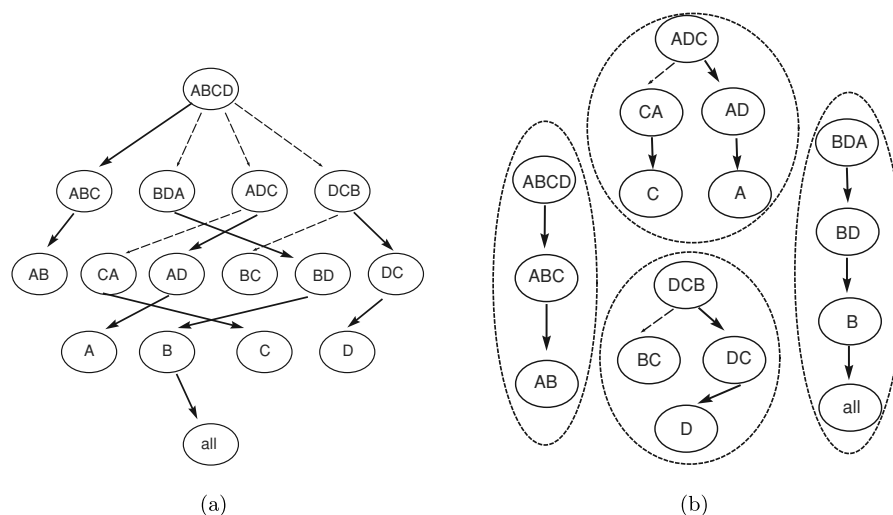 ABCD
ABC BDA ADC DCB
AB CA AD BC BD DC
A B C D
all
(a)
ADC
CA AD
C A
ABCD
ABC
AB
DCB
BC DC
D
BDA
BD
B
all
(b)